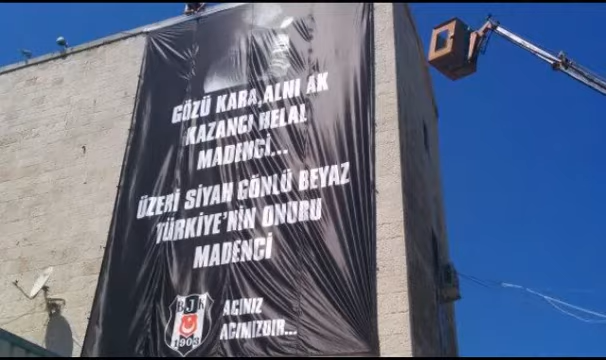 GÖZÜ KARA, ALNI AK
KAZANCI HELAL
MADENCİ...
ÜZERİ SİYAH GÖNLÜ BEYAZ
TÜRKİYE'NİN ONURU
MADENCİ
BJK
1903
ACINIZ
ACIMIZDIR...